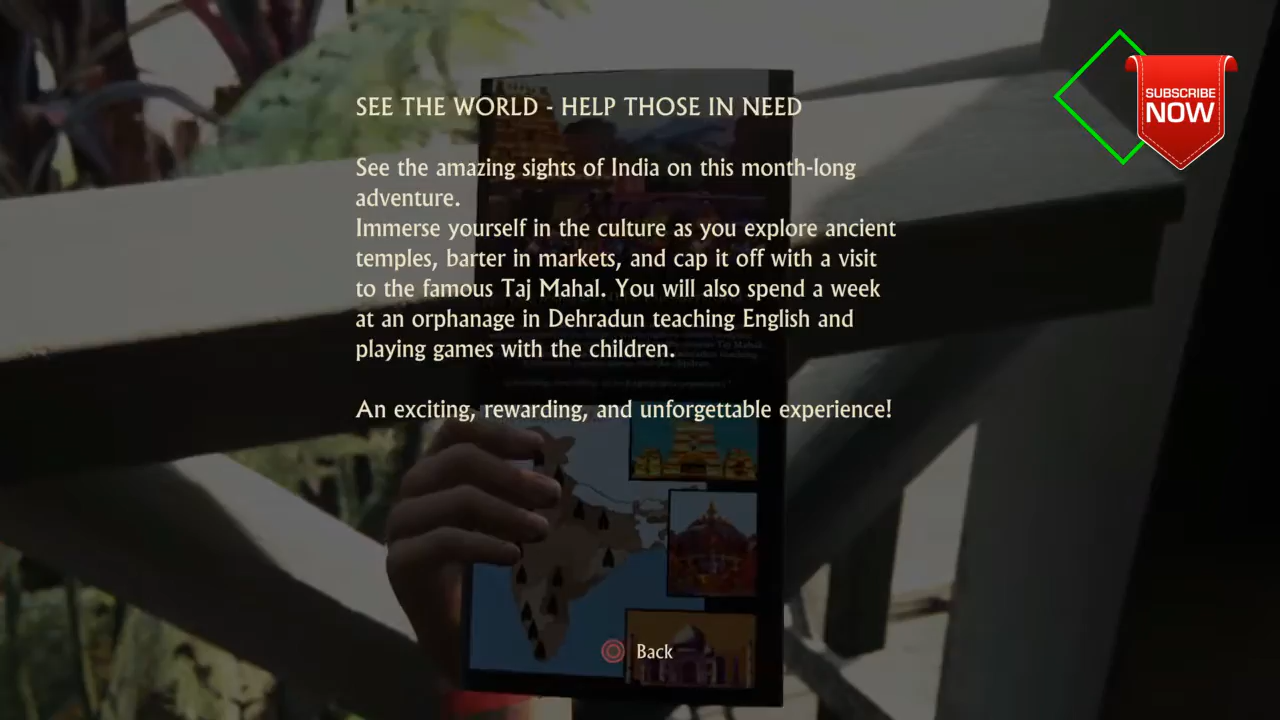 SEE THE WORLD - HELP THOSE IN NEED
See the amazing sights of India on this month-long
adventure.
Immerse yourself in the culture as you explore ancient
temples, barter in markets, and cap it off with a visit
to the famous Taj Mahal. You will also spend a week
at an orphanage in Dehradun teaching English and
playing games with the children.
An exciting, rewarding, and unforgettable experience!
Back
SUBSCRIBE
NOW